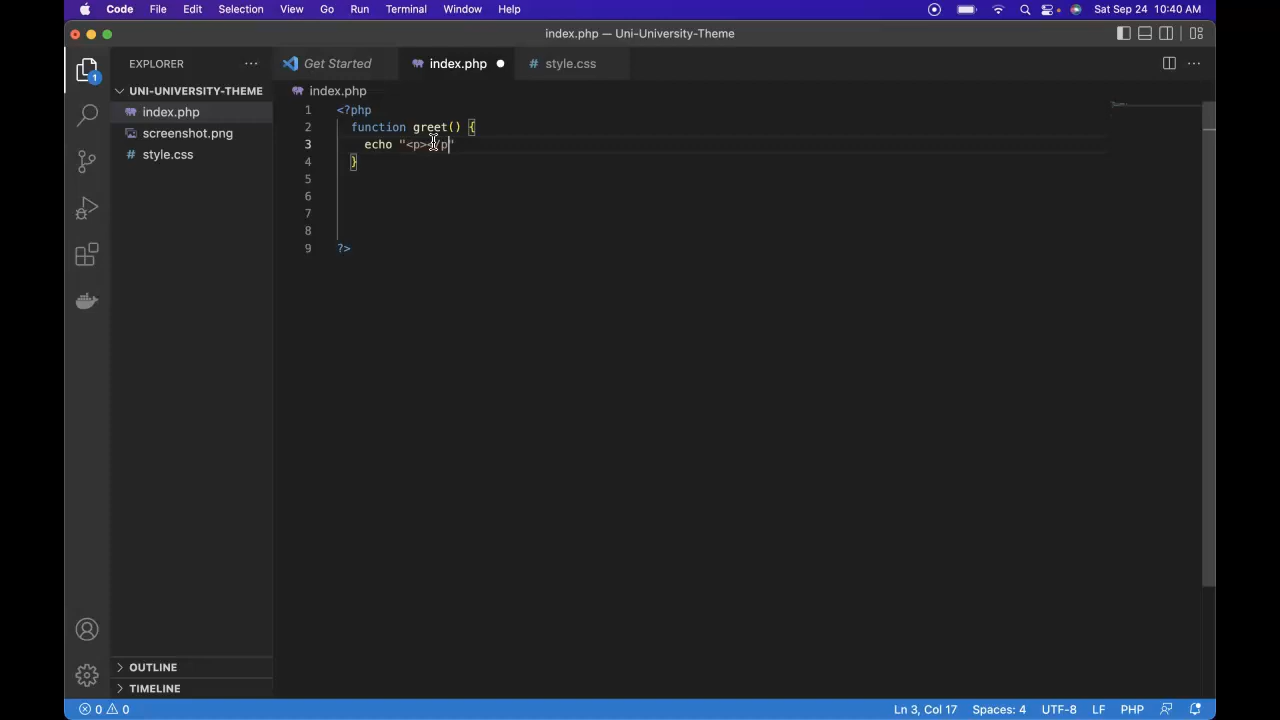 Code File Edit Selection View Go Run Terminal Window Help Sat Sep 24 10:40 AM
index.php — Uni-University-Theme
EXPLORER ···
Get Started index.php style.css
UNI-UNIVERSITY-THEME
index.php
1
index.php
screenshot.png
style.css
1 <?php
2 function greet() {
3 echo "<p></p"
4 }
5
6
7
8
9 ?>
OUTLINE
TIMELINE
0 0 Ln 3, Col 17 Spaces: 4 UTF-8 LF PHP